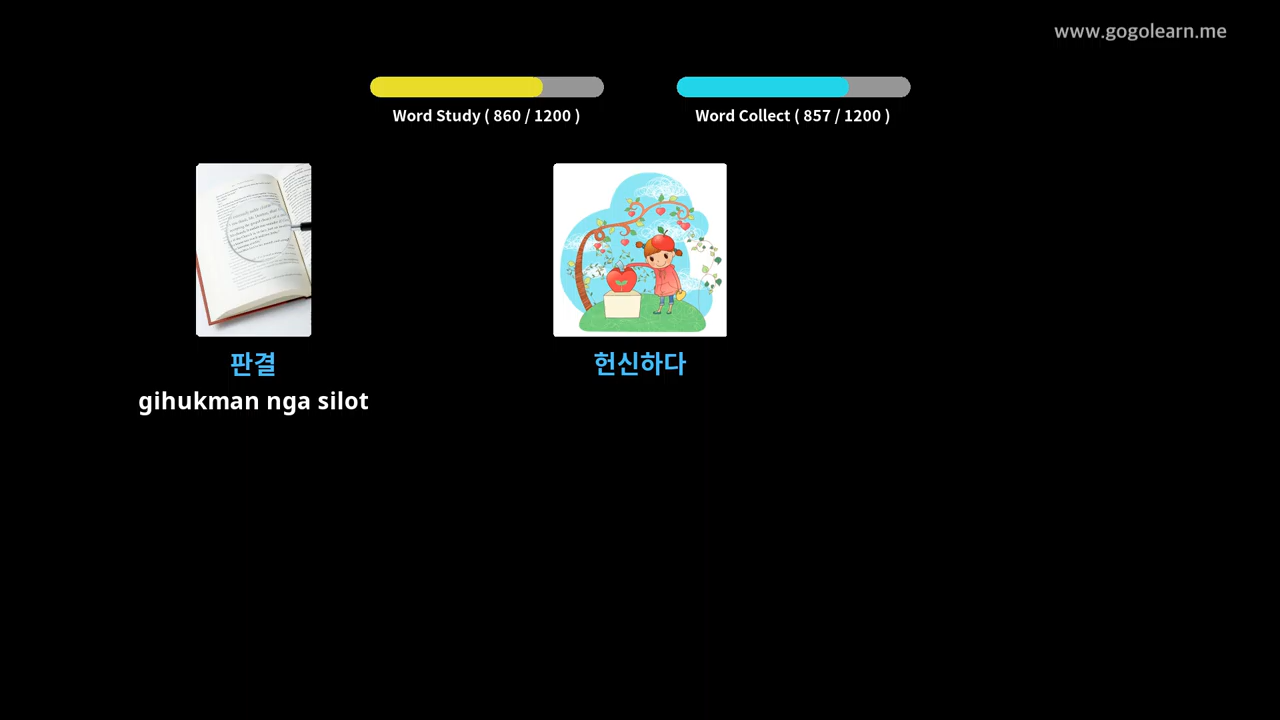 www.gogolearn.me
Word Study ( 860 / 1200 )
Word Collect ( 857 / 1200 )
판결
헌신하다
gihukman nga silot